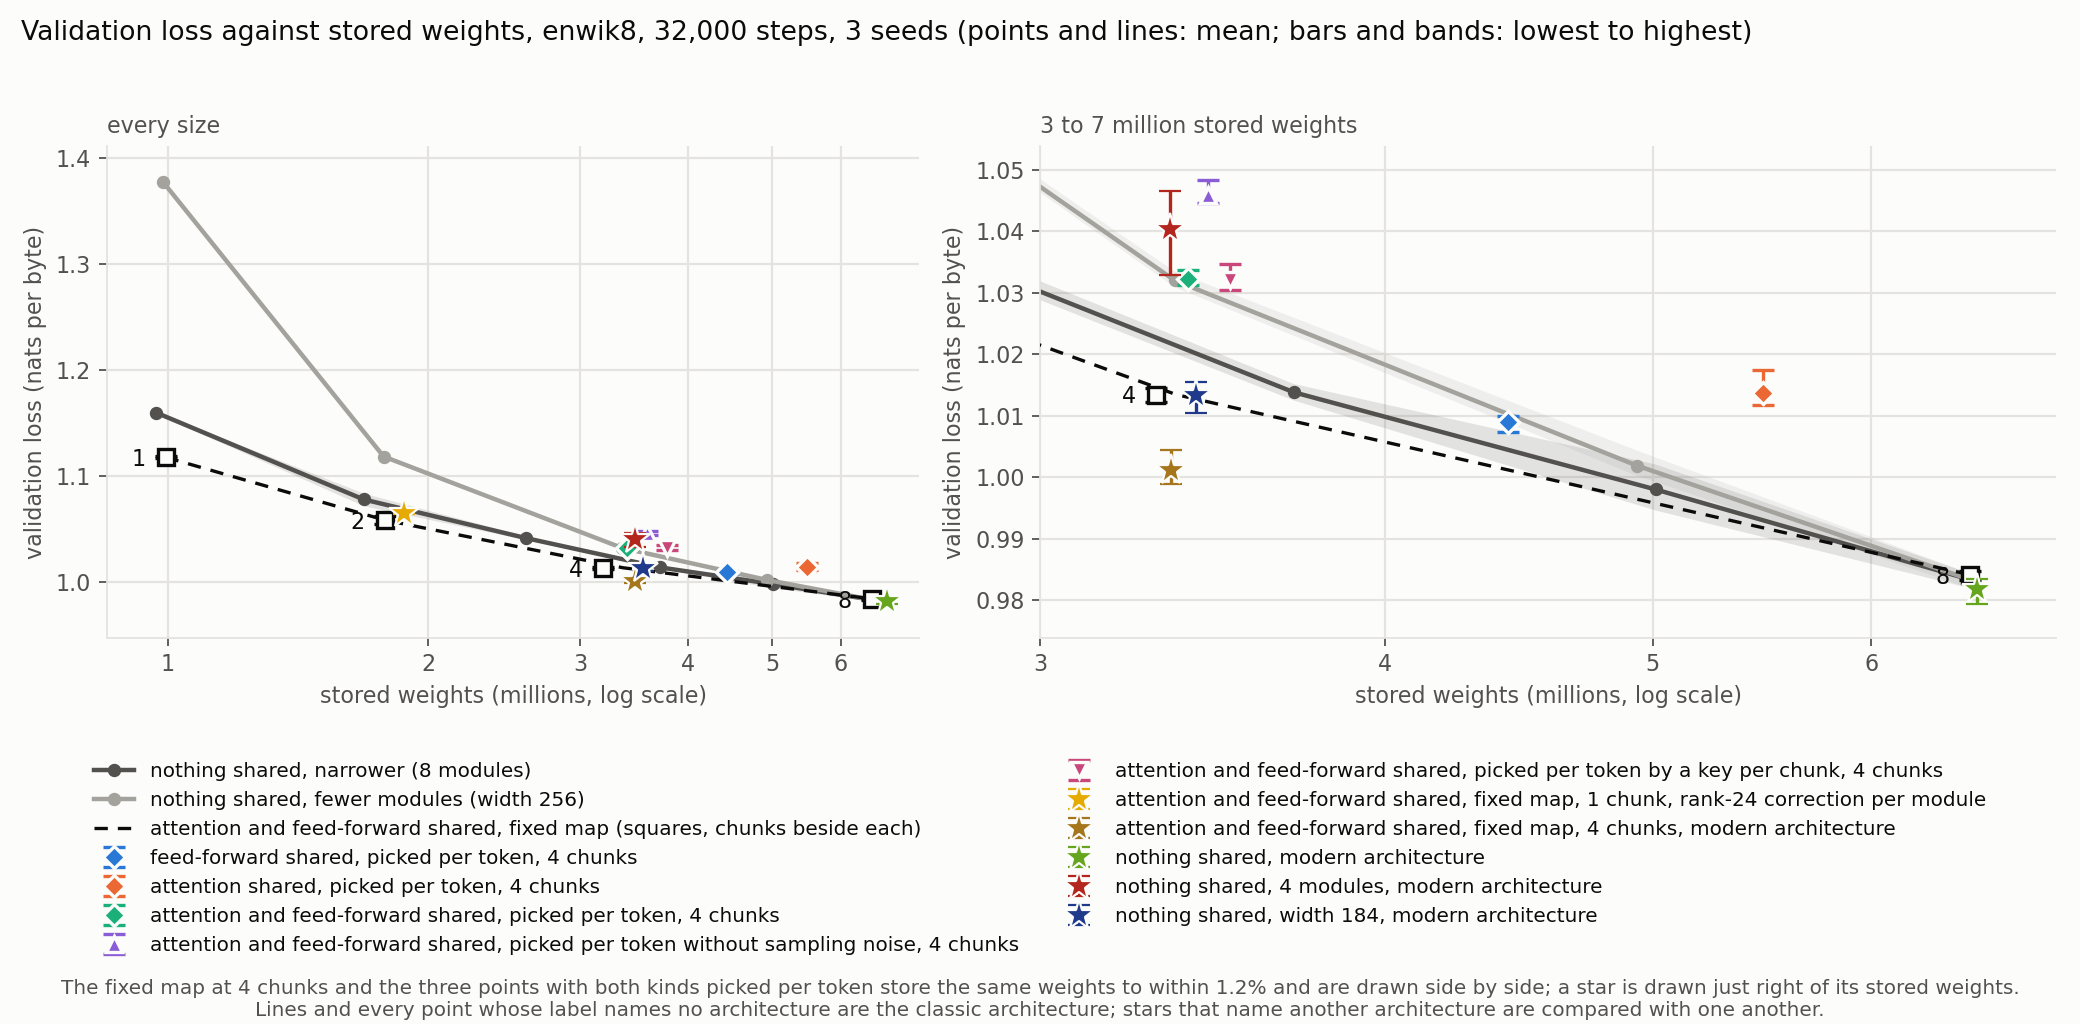 Validation loss against stored weights, enwik8, 32,000 steps, 3 seeds (points and lines: mean; bars and bands: lowest to highest)
every size
1.4
1.3
1.2
1.1
1.0
validation loss (nats per byte)
1
2
4
8
1
2
3
4
5
6
stored weights (millions, log scale)
3 to 7 million stored weights
1.05
1.04
1.03
1.02
1.01
1.00
0.99
0.98
validation loss (nats per byte)
4
8
3
4
5
6
stored weights (millions, log scale)
nothing shared, narrower (8 modules)
nothing shared, fewer modules (width 256)
attention and feed-forward shared, fixed map (squares, chunks beside each)
feed-forward shared, picked per token, 4 chunks
attention shared, picked per token, 4 chunks
attention and feed-forward shared, picked per token, 4 chunks
attention and feed-forward shared, picked per token without sampling noise, 4 chunks
attention and feed-forward shared, picked per token by a key per chunk, 4 chunks
attention and feed-forward shared, fixed map, 1 chunk, rank-24 correction per module
attention and feed-forward shared, fixed map, 4 chunks, modern architecture
nothing shared, modern architecture
nothing shared, 4 modules, modern architecture
nothing shared, width 184, modern architecture
The fixed map at 4 chunks and the three points with both kinds picked per token store the same weights to within 1.2% and are drawn side by side; a star is drawn just right of its stored weights.
Lines and every point whose label names no architecture are the classic architecture; stars that name another architecture are compared with one another.